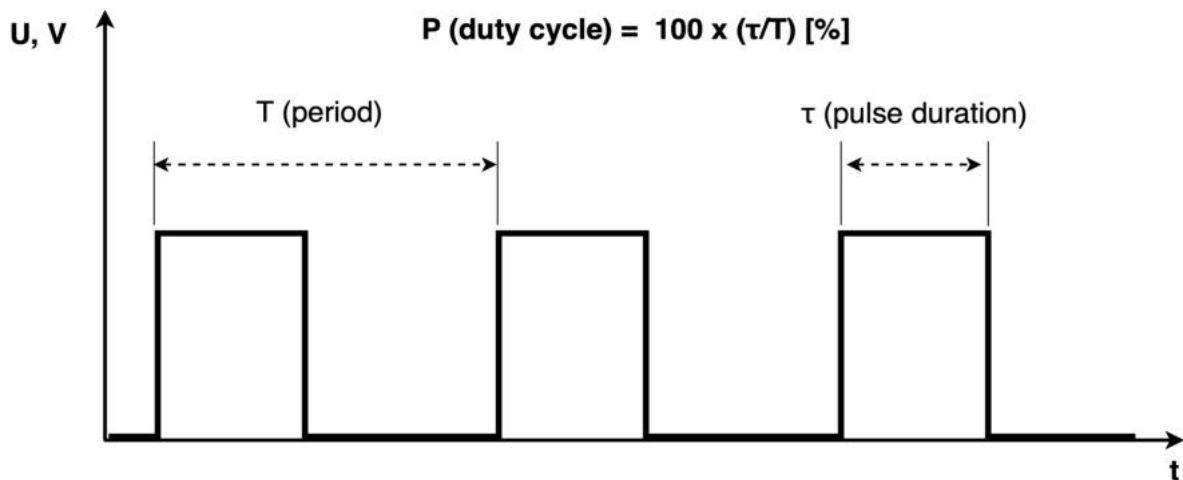 U, V
P (duty cycle) = 100 x (τ/T) [%]
T (period)
τ (pulse duration)
t